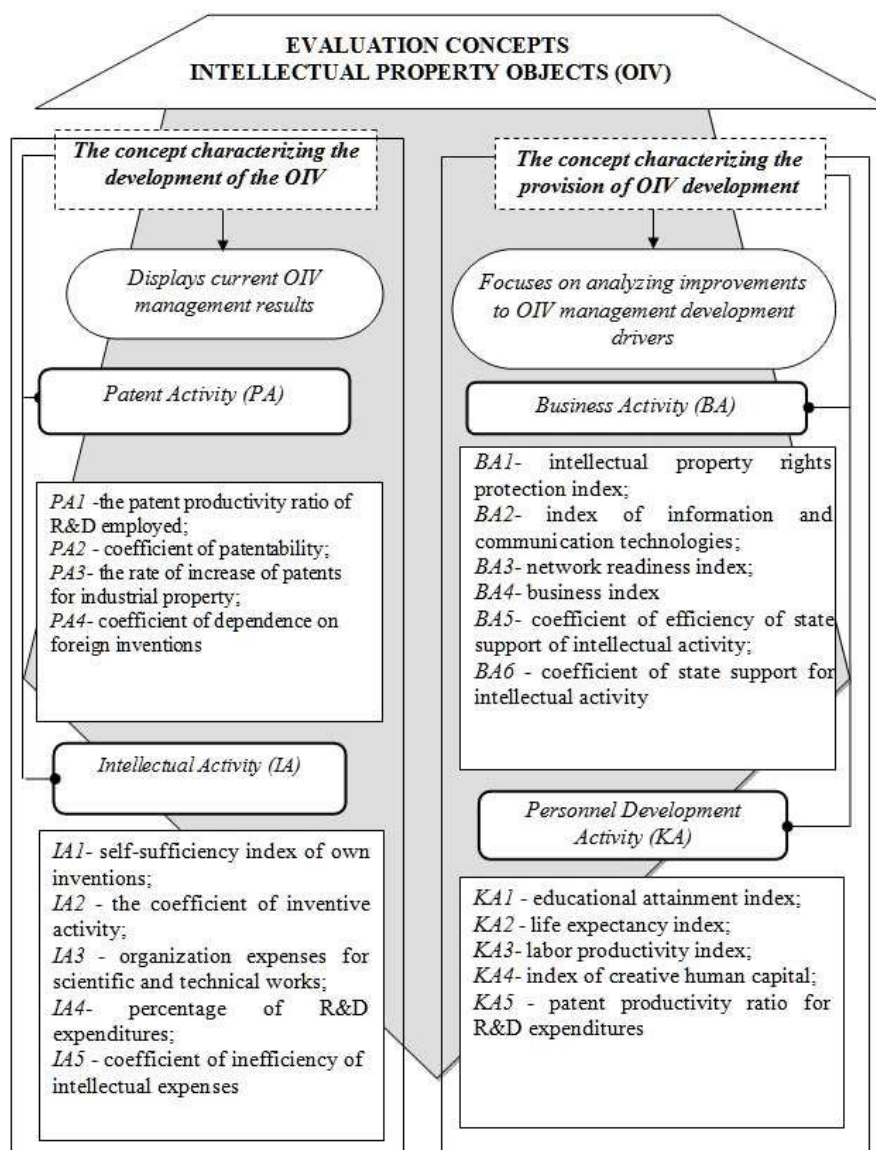 EVALUATION CONCEPTS
INTELLECTUAL PROPERTY OBJECTS (OIV)
The concept characterizing the
development of the OIV
Displays current OIV
management results
Patent Activity (PA)
PA1 -the patent productivity ratio of
R&D employed;
PA2 - coefficient of patentability;
PA3- the rate of increase of patents
for industrial property;
PA4- coefficient of dependence on
foreign inventions
Intellectual Activity (IA)
IA1- self-sufficiency index of own
inventions;
IA2 - the coefficient of inventive
activity;
IA3 - organization expenses for
scientific and technical works;
IA4- percentage of R&D
expenditures;
IA5 - coefficient of inefficiency of
intellectual expenses
The concept characterizing the
provision of OIV development
Focuses on analyzing improvements
to OIV management development
drivers
Business Activity (BA)
BA1- intellectual property rights
protection index;
BA2- index of information and
communication technologies;
BA3- network readiness index;
BA4- business index
BA5- coefficient of efficiency of state
support of intellectual activity;
BA6 - coefficient of state support for
intellectual activity
Personnel Development
Activity (KA)
KA1 - educational attainment index;
KA2 - life expectancy index;
KA3- labor productivity index;
KA4- index of creative human capital;
KA5 - patent productivity ratio for
R&D expenditures